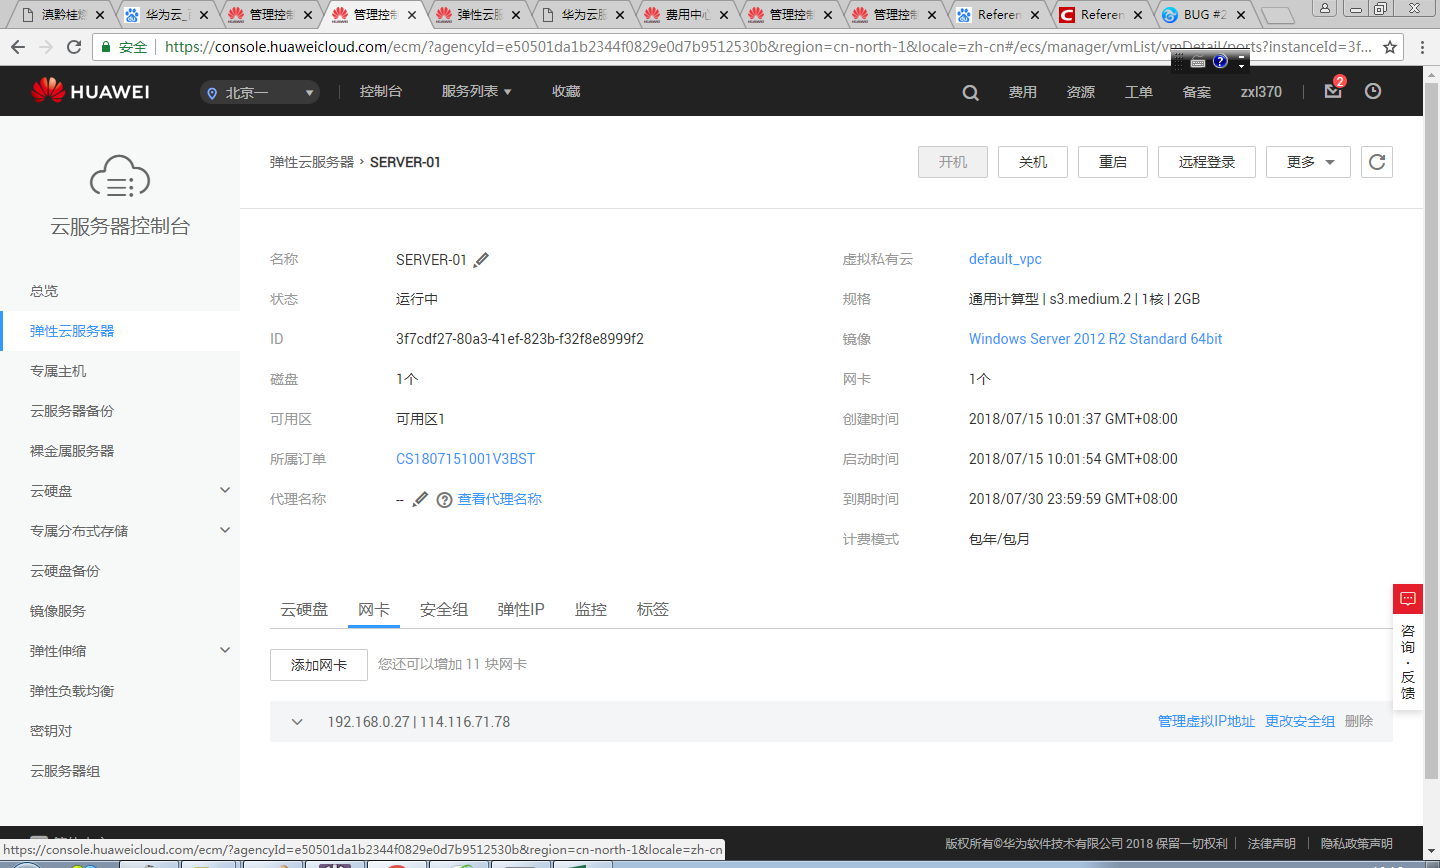 滇黔桂
华为云_
管理控制
管理控制
弹性云服
华为云服
费用中心
管理控制
管理控制
Referen
Referen
BUG #2
安全 https://console.huaweicloud.com/ecm/?agencyId=e50501da1b2344f0829e0d7b9512530b&region=cn-north-1&locale=zh-cn#/ecs/manager/vmList/vmDetail/ports?instanceId=3f...
HUAWEI 北京一 控制台 服务列表 收藏 费用 资源 工单 备案 zxl370 2
云服务器控制台
总览
弹性云服务器
专属主机
云服务器备份
裸金属服务器
云硬盘
专属分布式存储
云硬盘备份
镜像服务
弹性伸缩
弹性负载均衡
密钥对
云服务器组
弹性云服务器 › SERVER-01 开机 关机 重启 远程登录 更多
名称 SERVER-01 虚拟私有云 default_vpc
状态 运行中 规格 通用计算型 | s3.medium.2 | 1核 | 2GB
ID 3f7cdf27-80a3-41ef-823b-f32f8e8999f2 镜像 Windows Server 2012 R2 Standard 64bit
磁盘 1个 网卡 1个
可用区 可用区1 创建时间 2018/07/15 10:01:37 GMT+08:00
所属订单 CS1807151001V3BST 启动时间 2018/07/15 10:01:54 GMT+08:00
代理名称 -- 查看代理名称 到期时间 2018/07/30 23:59:59 GMT+08:00
计费模式 包年/包月
云硬盘 网卡 安全组 弹性IP 监控 标签
添加网卡 您还可以增加 11 块网卡
192.168.0.27 | 114.116.71.78 管理虚拟IP地址 更改安全组 删除
咨询·反馈
版权所有©华为软件技术有限公司 2018 保留一切权利 法律声明 隐私政策声明
https://console.huaweicloud.com/ecm/?agencyId=e50501da1b2344f0829e0d7b9512530b&region=cn-north-1&locale=zh-cn